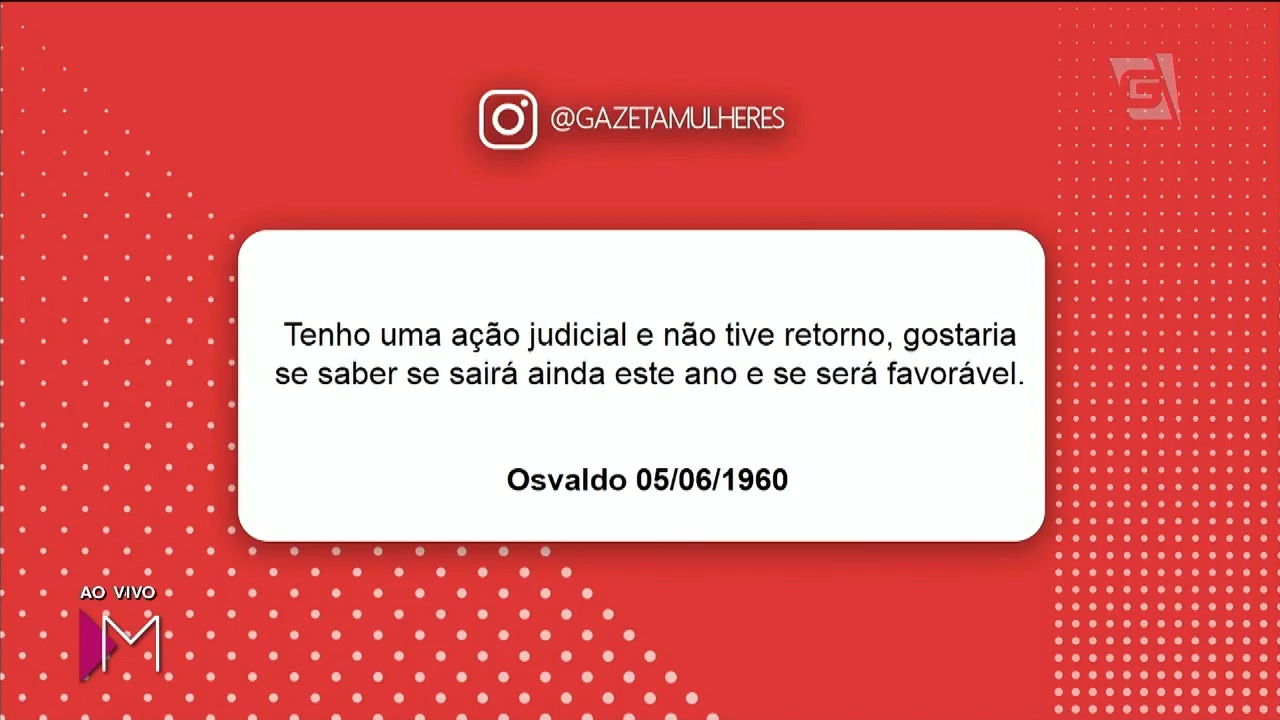 @GAZETAMULHERES
G
Tenho uma ação judicial e não tive retorno, gostaria
se saber se sairá ainda este ano e se será favorável.
Osvaldo 05/06/1960
AO VIVO
M